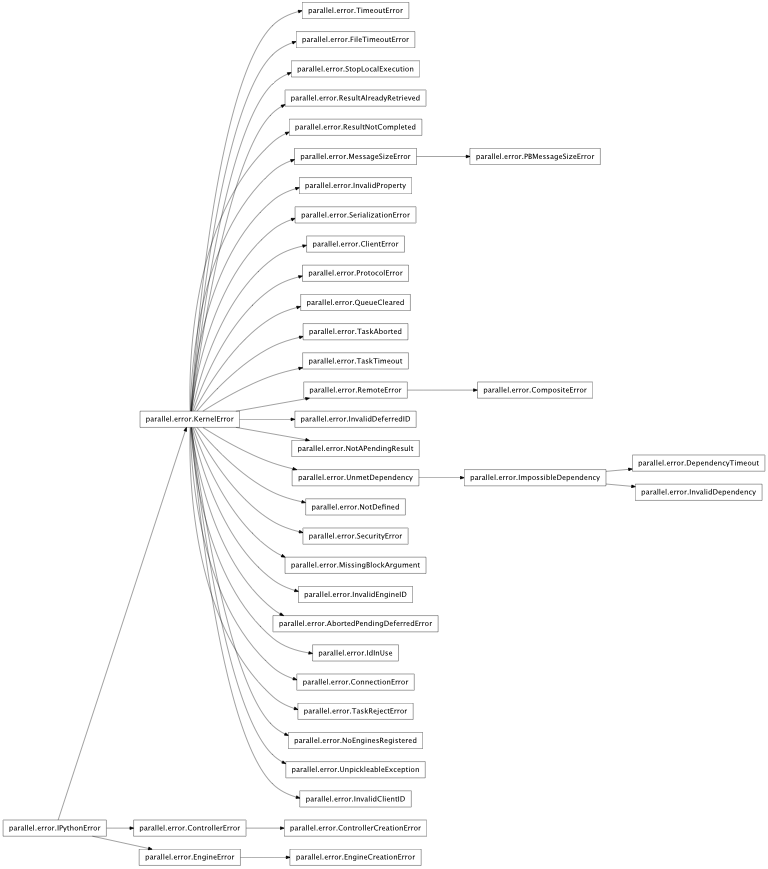 parallel.error.TimeoutError
parallel.error.FileTimeoutError
parallel.error.StopLocalExecution
parallel.error.ResultAlreadyRetrieved
parallel.error.ResultNotCompleted
parallel.error.MessageSizeError
parallel.error.PBMessageSizeError
parallel.error.InvalidProperty
parallel.error.SerializationError
parallel.error.ClientError
parallel.error.ProtocolError
parallel.error.QueueCleared
parallel.error.TaskAborted
parallel.error.TaskTimeout
parallel.error.RemoteError
parallel.error.CompositeError
parallel.error.KernelError
parallel.error.InvalidDeferredID
parallel.error.NotAPendingResult
parallel.error.DependencyTimeout
parallel.error.UnmetDependency
parallel.error.ImpossibleDependency
parallel.error.InvalidDependency
parallel.error.NotDefined
parallel.error.SecurityError
parallel.error.MissingBlockArgument
parallel.error.InvalidEngineID
parallel.error.AbortedPendingDeferredError
parallel.error.IdInUse
parallel.error.ConnectionError
parallel.error.TaskRejectError
parallel.error.NoEnginesRegistered
parallel.error.UnpickleableException
parallel.error.InvalidClientID
parallel.error.IPythonError
parallel.error.ControllerError
parallel.error.ControllerCreationError
parallel.error.EngineError
parallel.error.EngineCreationError